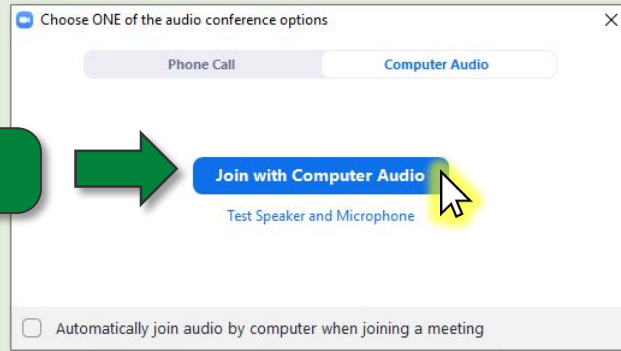 Choose ONE of the audio conference options
Phone Call
Computer Audio
Join with Computer Audio
Test Speaker and Microphone
Automatically join audio by computer when joining a meeting